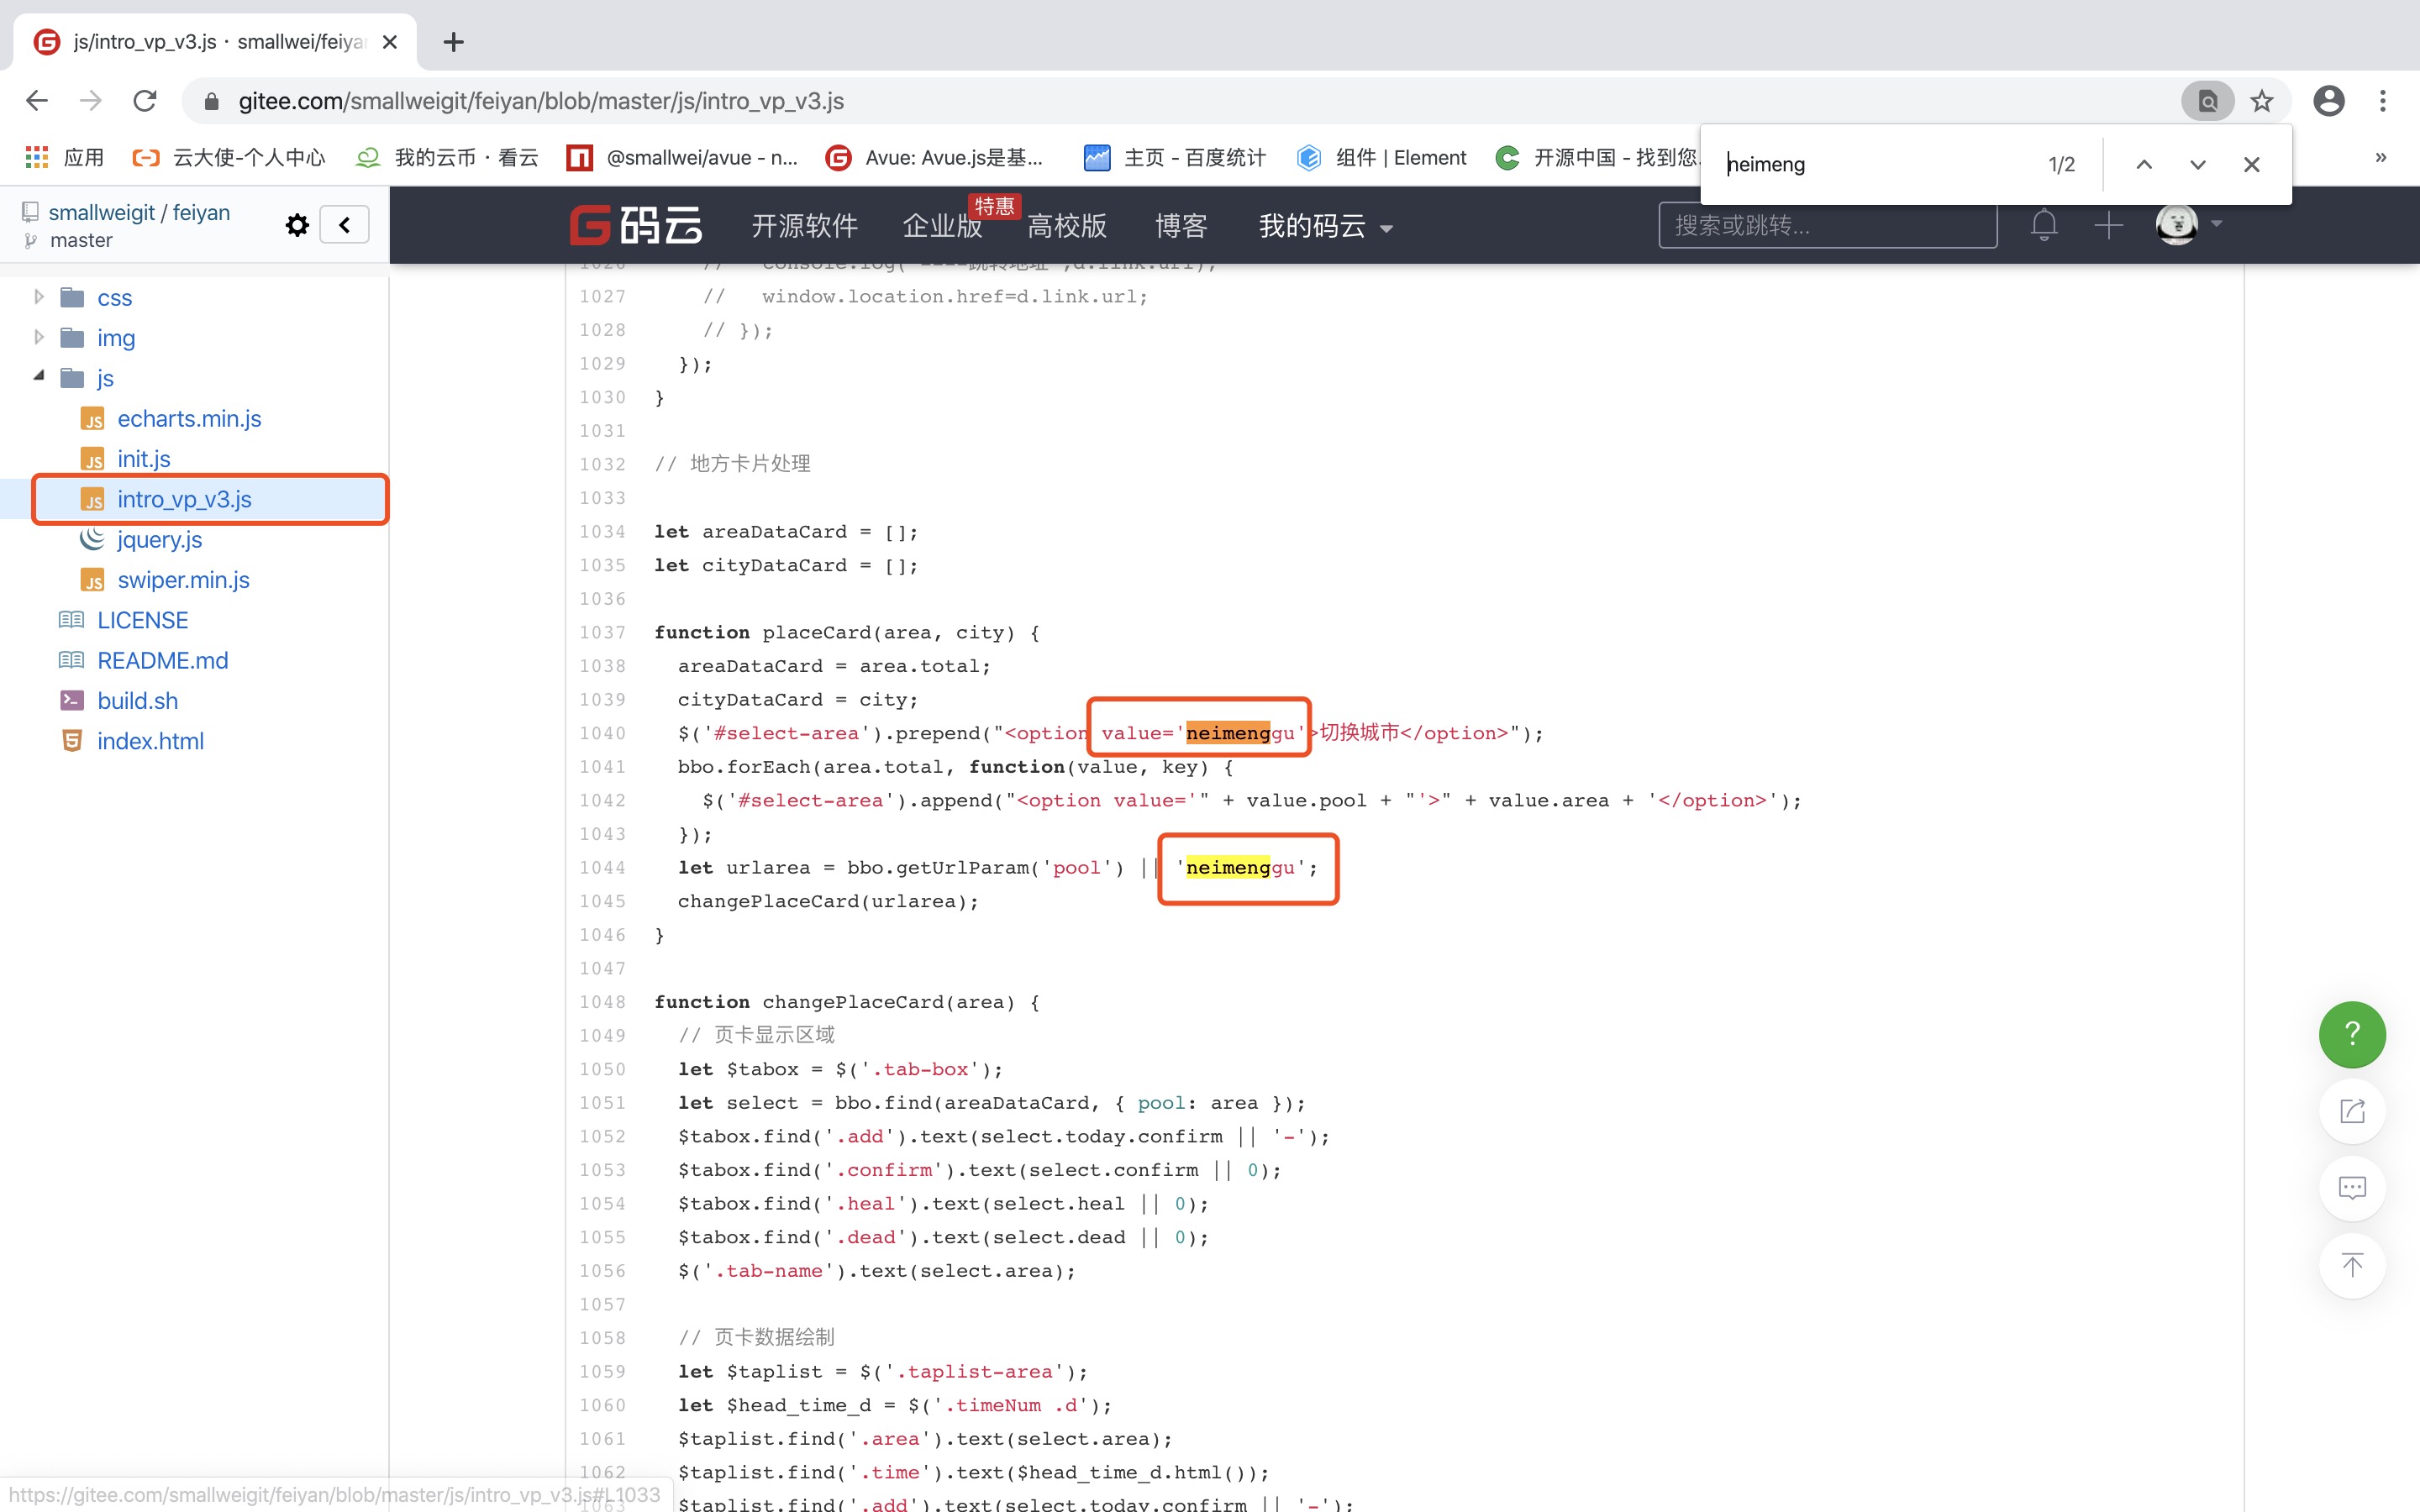 js/intro_vp_v3.js · smallwei/feiya
gitee.com/smallweigit/feiyan/blob/master/js/intro_vp_v3.js
应用
云大使-个人中心
我的云币 · 看云
@smallwei/avue - n...
Avue: Avue.js是基...
主页 - 百度统计
组件 | Element
开源中国 - 找到您
»
neimeng
1/2
smallweigit / feiyan
master
码云
开源软件
企业版
特惠
高校版
博客
我的码云
搜索或跳转...
css
img
js
JS echarts.min.js
JS init.js
JS intro_vp_v3.js
jquery.js
JS swiper.min.js
LICENSE
README.md
build.sh
index.html
1026 // console.log('----跳转地址',d.link.url);
1027 // window.location.href=d.link.url;
1028 // });
1029 });
1030 }
1031
1032 // 地方卡片处理
1033
1034 let areaDataCard = [];
1035 let cityDataCard = [];
1036
1037 function placeCard(area, city) {
1038 areaDataCard = area.total;
1039 cityDataCard = city;
1040 $('#select-area').prepend("<option value='neimenggu'>切换城市</option>");
1041 bbo.forEach(area.total, function(value, key) {
1042 $('#select-area').append("<option value='" + value.pool + "'>" + value.area + '</option>');
1043 });
1044 let urlarea = bbo.getUrlParam('pool') || 'neimenggu';
1045 changePlaceCard(urlarea);
1046 }
1047
1048 function changePlaceCard(area) {
1049 // 页卡显示区域
1050 let $tabox = $('.tab-box');
1051 let select = bbo.find(areaDataCard, { pool: area });
1052 $tabox.find('.add').text(select.today.confirm || '-');
1053 $tabox.find('.confirm').text(select.confirm || 0);
1054 $tabox.find('.heal').text(select.heal || 0);
1055 $tabox.find('.dead').text(select.dead || 0);
1056 $('.tab-name').text(select.area);
1057
1058 // 页卡数据绘制
1059 let $taplist = $('.taplist-area');
1060 let $head_time_d = $('.timeNum .d');
1061 $taplist.find('.area').text(select.area);
1062 $taplist.find('.time').text($head_time_d.html());
1063 $taplist.find('.add').text(select.today.confirm || '-');
https://gitee.com/smallweigit/feiyan/blob/master/js/intro_vp_v3.js#L1033